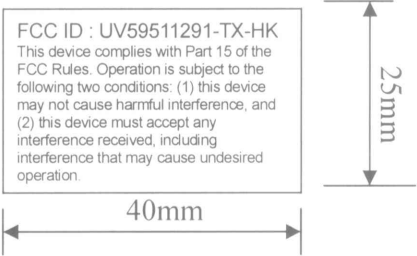 FCC ID : UV59511291-TX-HK
This device complies with Part 15 of the
FCC Rules. Operation is subject to the
following two conditions: (1) this device
may not cause harmful interference, and
(2) this device must accept any
interference received, including
interference that may cause undesired
operation.
25mm
40mm